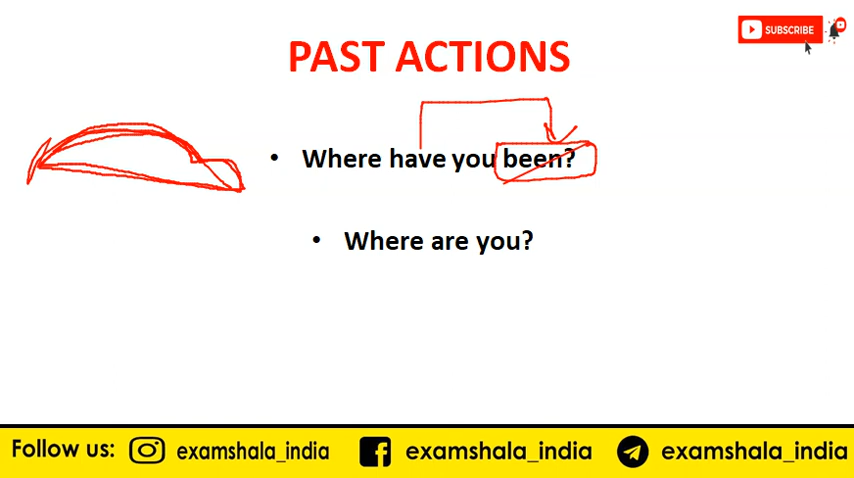 SUBSCRIBE
PAST ACTIONS
• Where have you been?
• Where are you?
Follow us: examshala_india examshala_india examshala_india